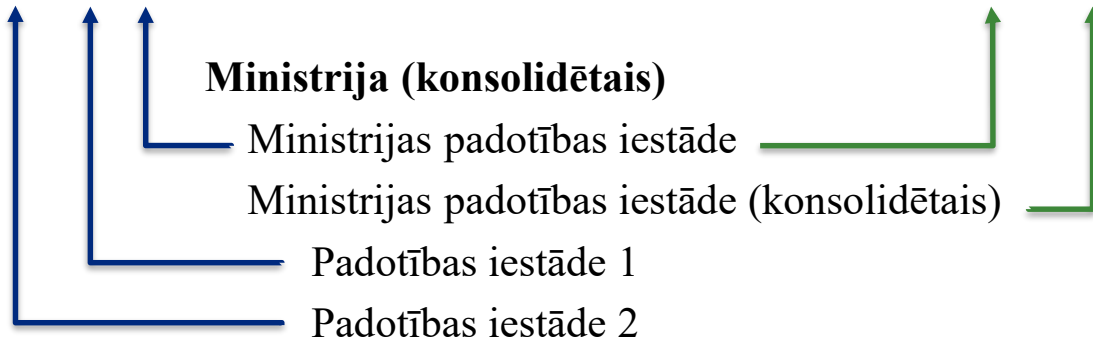 Ministrija (konsolidētais)
Ministrijas padotības iestāde
Ministrijas padotības iestāde (konsolidētais)
Padotības iestāde 1
Padotības iestāde 2